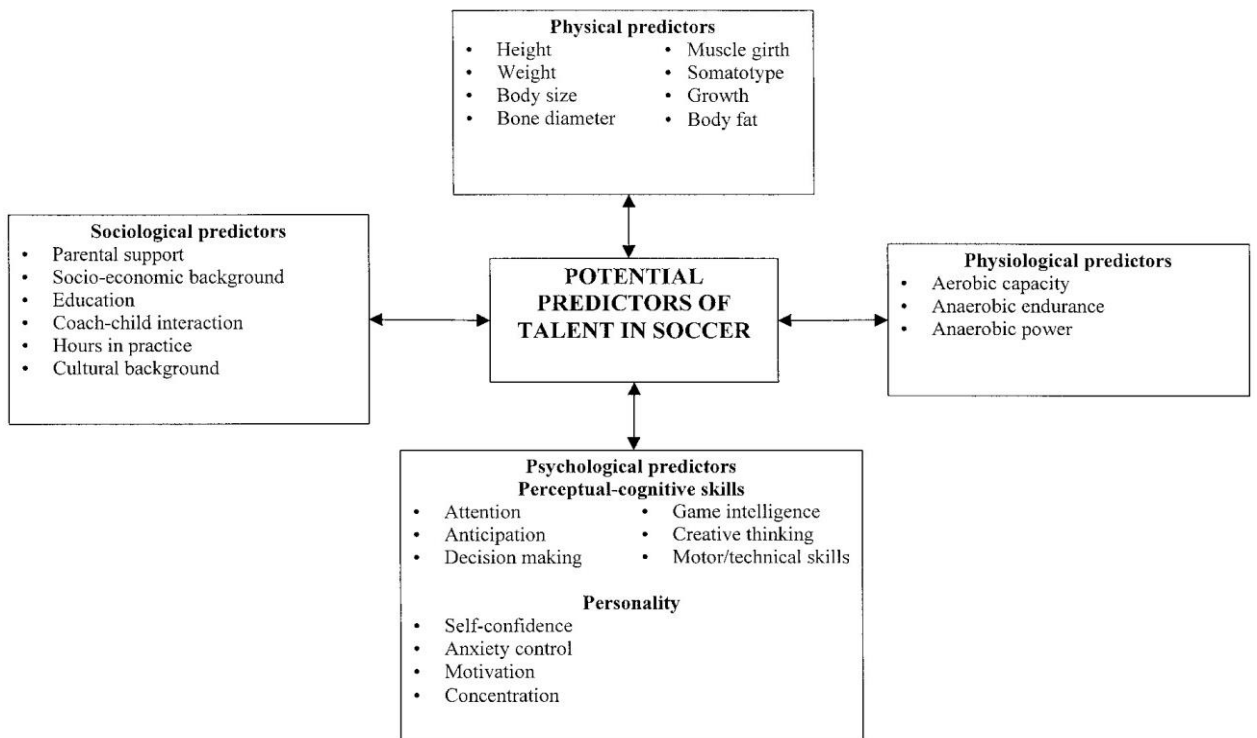 Physical predictors
• Height
• Weight
• Body size
• Bone diameter
• Muscle girth
• Somatotype
• Growth
• Body fat
Sociological predictors
• Parental support
• Socio-economic background
• Education
• Coach-child interaction
• Hours in practice
• Cultural background
POTENTIAL
PREDICTORS OF
TALENT IN SOCCER
Physiological predictors
• Aerobic capacity
• Anaerobic endurance
• Anaerobic power
Psychological predictors
Perceptual-cognitive skills
• Attention
• Anticipation
• Decision making
• Game intelligence
• Creative thinking
• Motor/technical skills
Personality
• Self-confidence
• Anxiety control
• Motivation
• Concentration